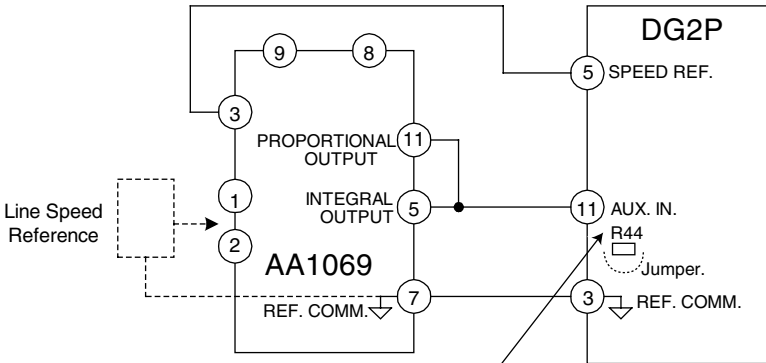 DG2P
9
8
5
SPEED REF.
3
PROPORTIONAL
OUTPUT
11
Line Speed
Reference
1
INTEGRAL
OUTPUT
5
11
AUX. IN.
2
R44
Jumper.
AA1069
REF. COMM.
7
3
REF. COMM.